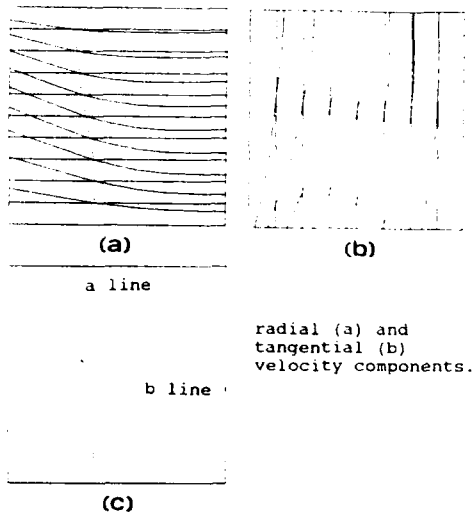 (a)
(b)
a line
b line
(c)
radial (a) and
tangential (b)
velocity components.